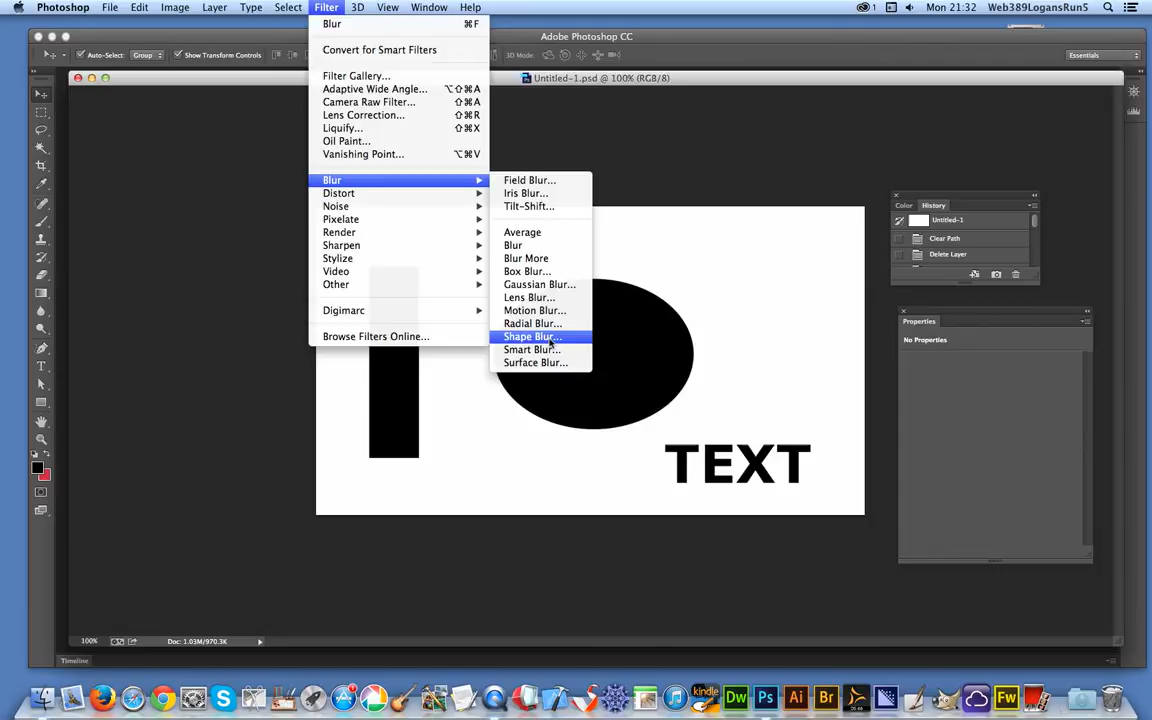 Photoshop File Edit Image Layer Type Select Filter 3D View Window Help 1 Mon 21:32 Web389LogansRun5
Adobe Photoshop CC
Auto-Select: Group Show Transform Controls 3D Mode: Essentials
Untitled-1.psd @ 100% (RGB/8)
Blur ⌘F
Convert for Smart Filters
Filter Gallery...
Adaptive Wide Angle... ⌥⇧⌘A
Camera Raw Filter... ⇧⌘A
Lens Correction... ⇧⌘R
Liquify... ⇧⌘X
Oil Paint...
Vanishing Point... ⌥⌘V
Blur
Distort
Noise
Pixelate
Render
Sharpen
Stylize
Video
Other
Digimarc
Browse Filters Online...
Field Blur...
Iris Blur...
Tilt-Shift...
Average
Blur
Blur More
Box Blur...
Gaussian Blur...
Lens Blur...
Motion Blur...
Radial Blur...
Shape Blur...
Smart Blur...
Surface Blur...
Color History
Untitled-1
Clear Path
Delete Layer
Properties
No Properties
TEXT
100% Doc: 1.03M/970.3K
Timeline
kindle Dw Ps Ai Br Fw